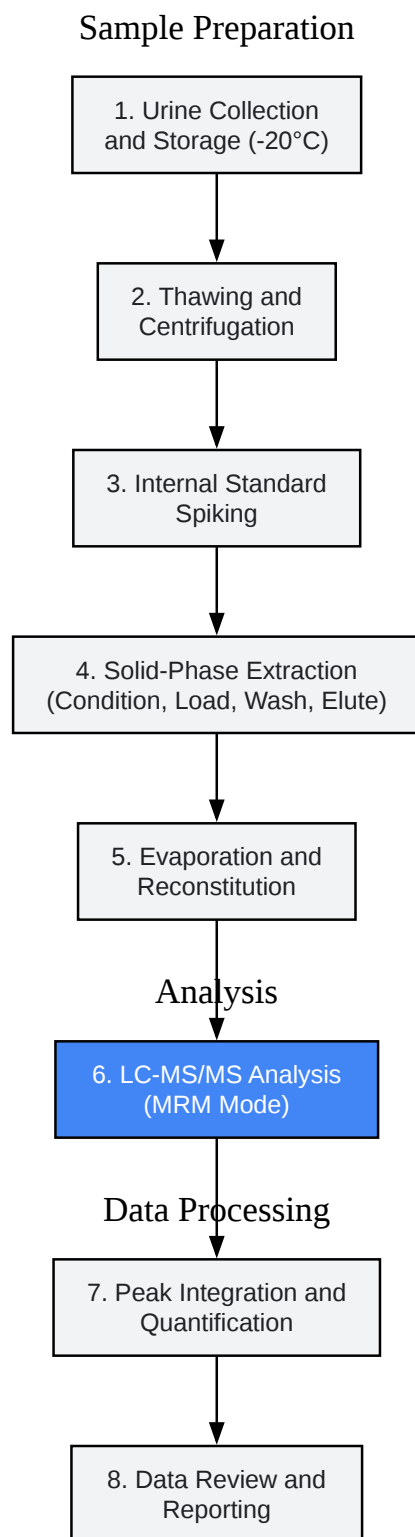 Sample Preparation
1. Urine Collection
and Storage (-20°C)
2. Thawing and
Centrifugation
3. Internal Standard
Spiking
4. Solid-Phase Extraction
(Condition, Load, Wash, Elute)
5. Evaporation and
Reconstitution
Analysis
6. LC-MS/MS Analysis
(MRM Mode)
Data Processing
7. Peak Integration and
Quantification
8. Data Review and
Reporting